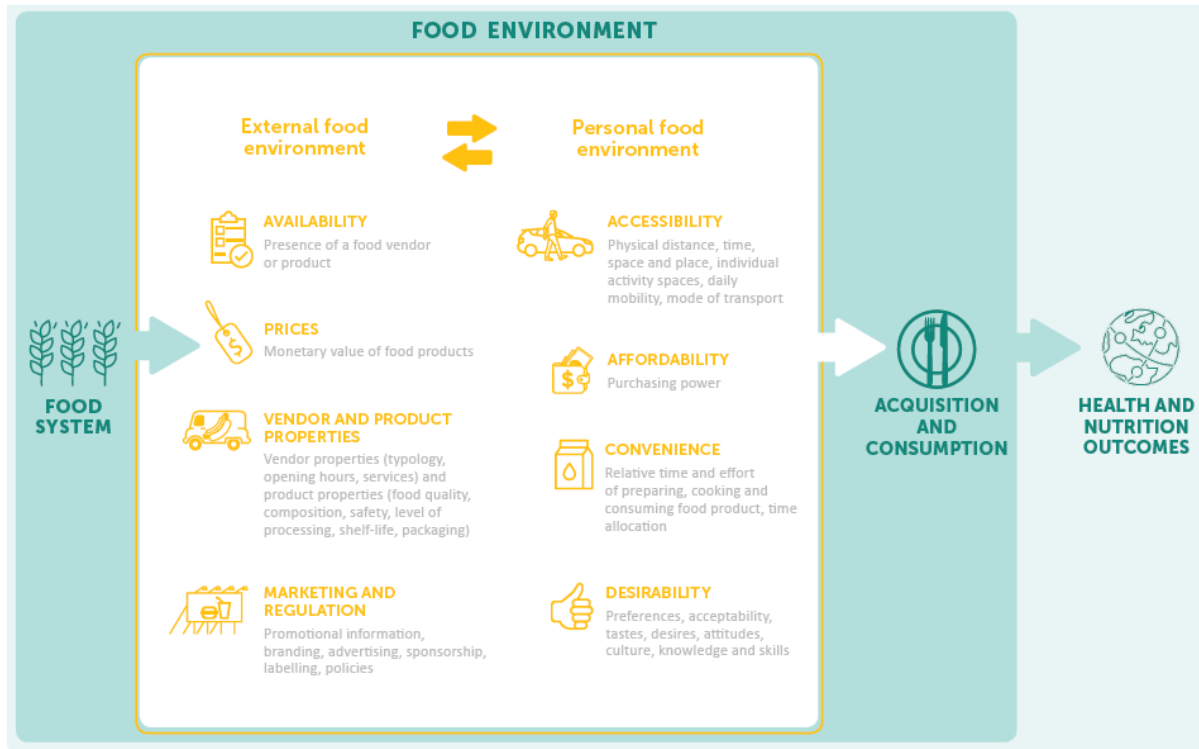 FOOD ENVIRONMENT
External food
environment
Personal food
environment
AVAILABILITY
Presence of a food vendor
or product
PRICES
Monetary value of food products
VENDOR AND PRODUCT
PROPERTIES
Vendor properties (typology,
opening hours, services) and
product properties (food quality,
composition, safety, level of
processing, shelf-life, packaging)
MARKETING AND
REGULATION
Promotional information,
branding, advertising, sponsorship,
labelling, policies
ACCESSIBILITY
Physical distance, time,
space and place, individual
activity spaces, daily
mobility, mode of transport
AFFORDABILITY
Purchasing power
CONVENIENCE
Relative time and effort
of preparing, cooking and
consuming food product, time
allocation
DESIRABILITY
Preferences, acceptability,
tastes, desires, attitudes,
culture, knowledge and skills
FOOD
SYSTEM
ACQUISITION
AND
CONSUMPTION
HEALTH AND
NUTRITION
OUTCOMES